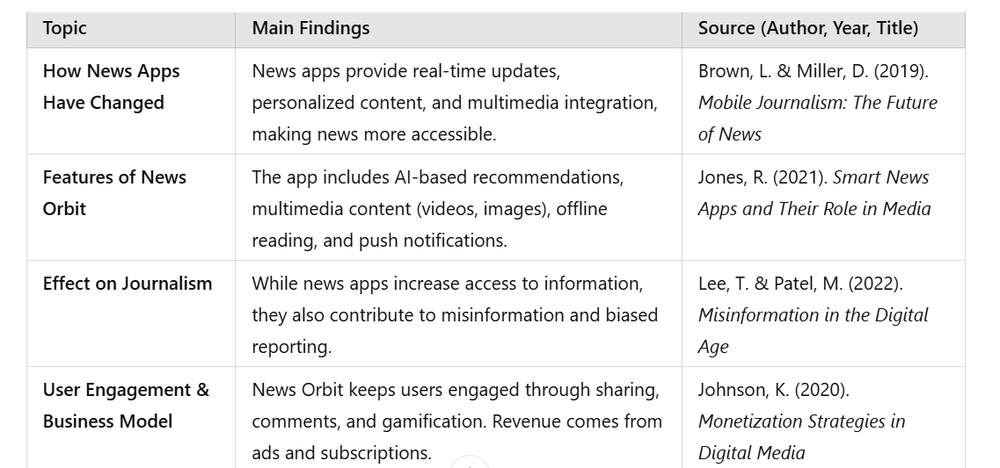 Topic
Main Findings
Source (Author, Year, Title)
How News Apps
Have Changed
News apps provide real-time updates,
personalized content, and multimedia integration,
making news more accessible.
Brown, L. & Miller, D. (2019).
Mobile Journalism: The Future
of News
Features of News
Orbit
The app includes AI-based recommendations,
multimedia content (videos, images), offline
reading, and push notifications.
Jones, R. (2021). Smart News
Apps and Their Role in Media
Effect on Journalism
While news apps increase access to information,
they also contribute to misinformation and biased
reporting.
Lee, T. & Patel, M. (2022).
Misinformation in the Digital
Age
User Engagement &
Business Model
News Orbit keeps users engaged through sharing,
comments, and gamification. Revenue comes from
ads and subscriptions.
Johnson, K. (2020).
Monetization Strategies in
Digital Media